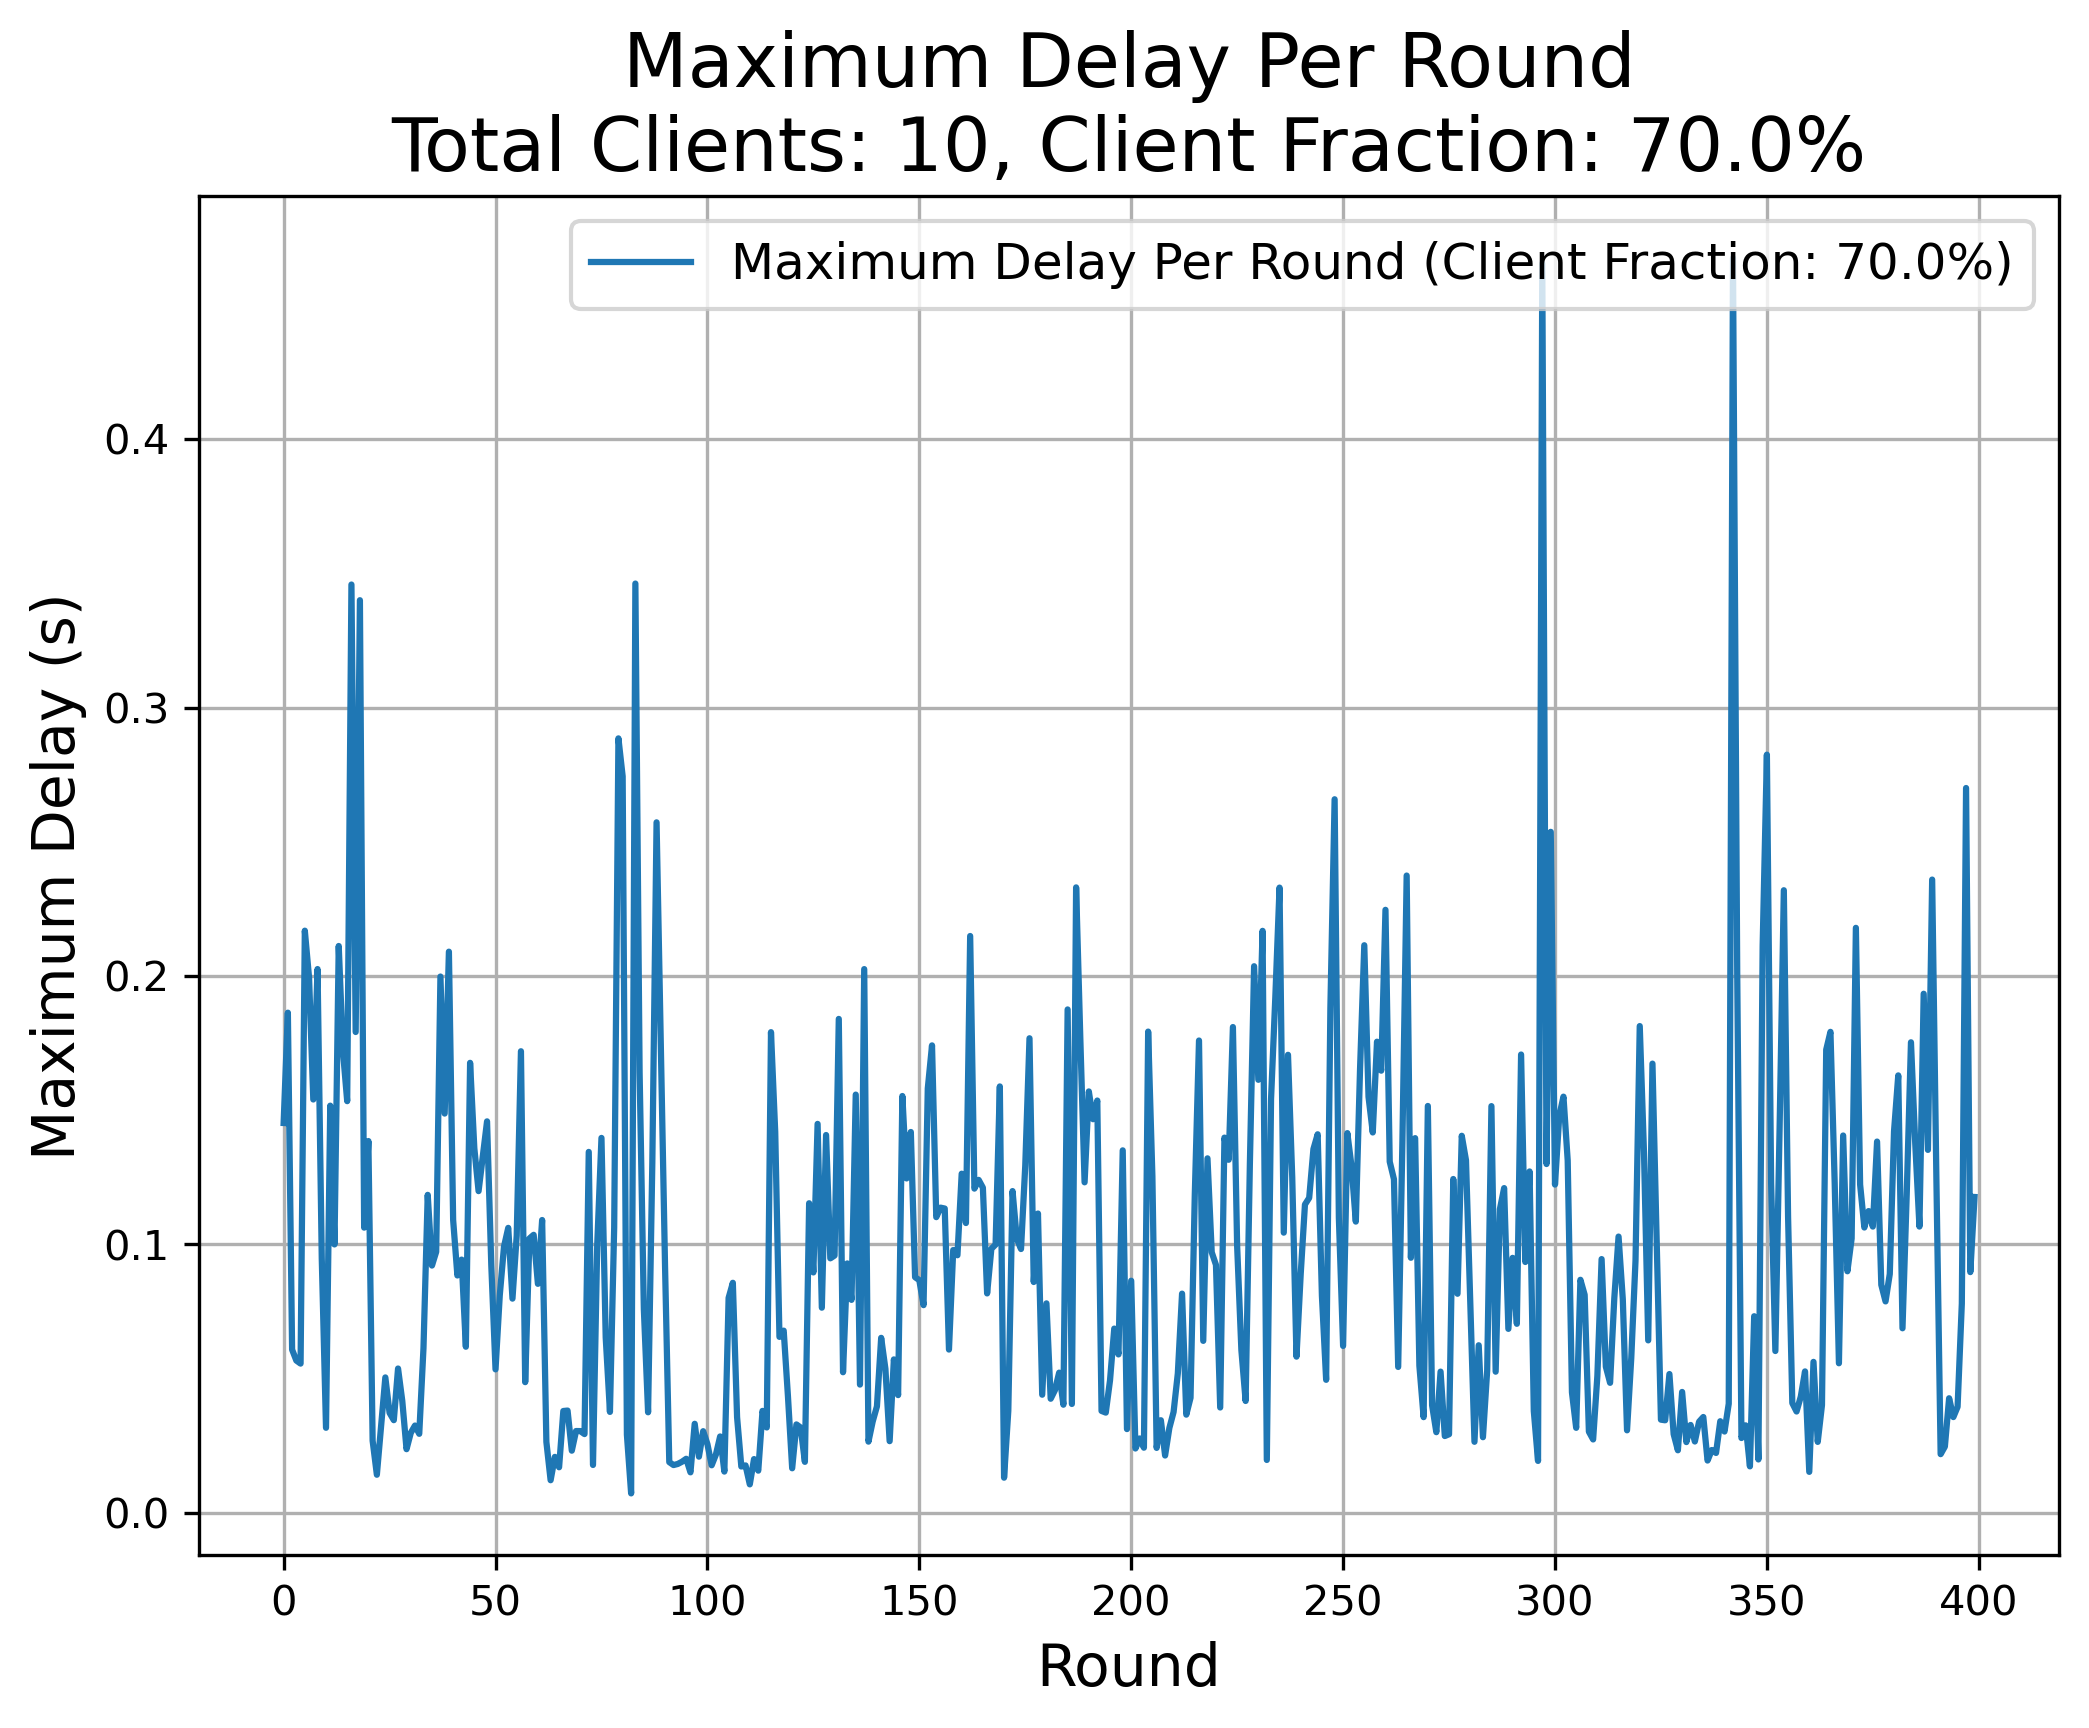 Maximum Delay Per Round
Total Clients: 10, Client Fraction: 70.0%
Maximum Delay Per Round (Client Fraction: 70.0%)
Maximum Delay (s)
0.4
0.3
0.2
0.1
0.0
0 50 100 150 200 250 300 350 400
Round